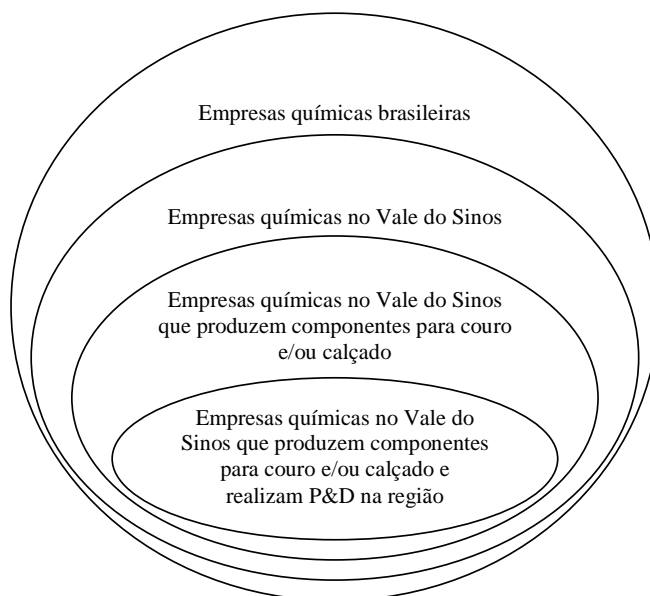 Empresas químicas brasileiras
Empresas químicas no Vale do Sinos
Empresas químicas no Vale do Sinos
que produzem componentes para couro
e/ou calçado
Empresas químicas no Vale do
Sinos que produzem componentes
para couro e/ou calçado e
realizam P&D na região